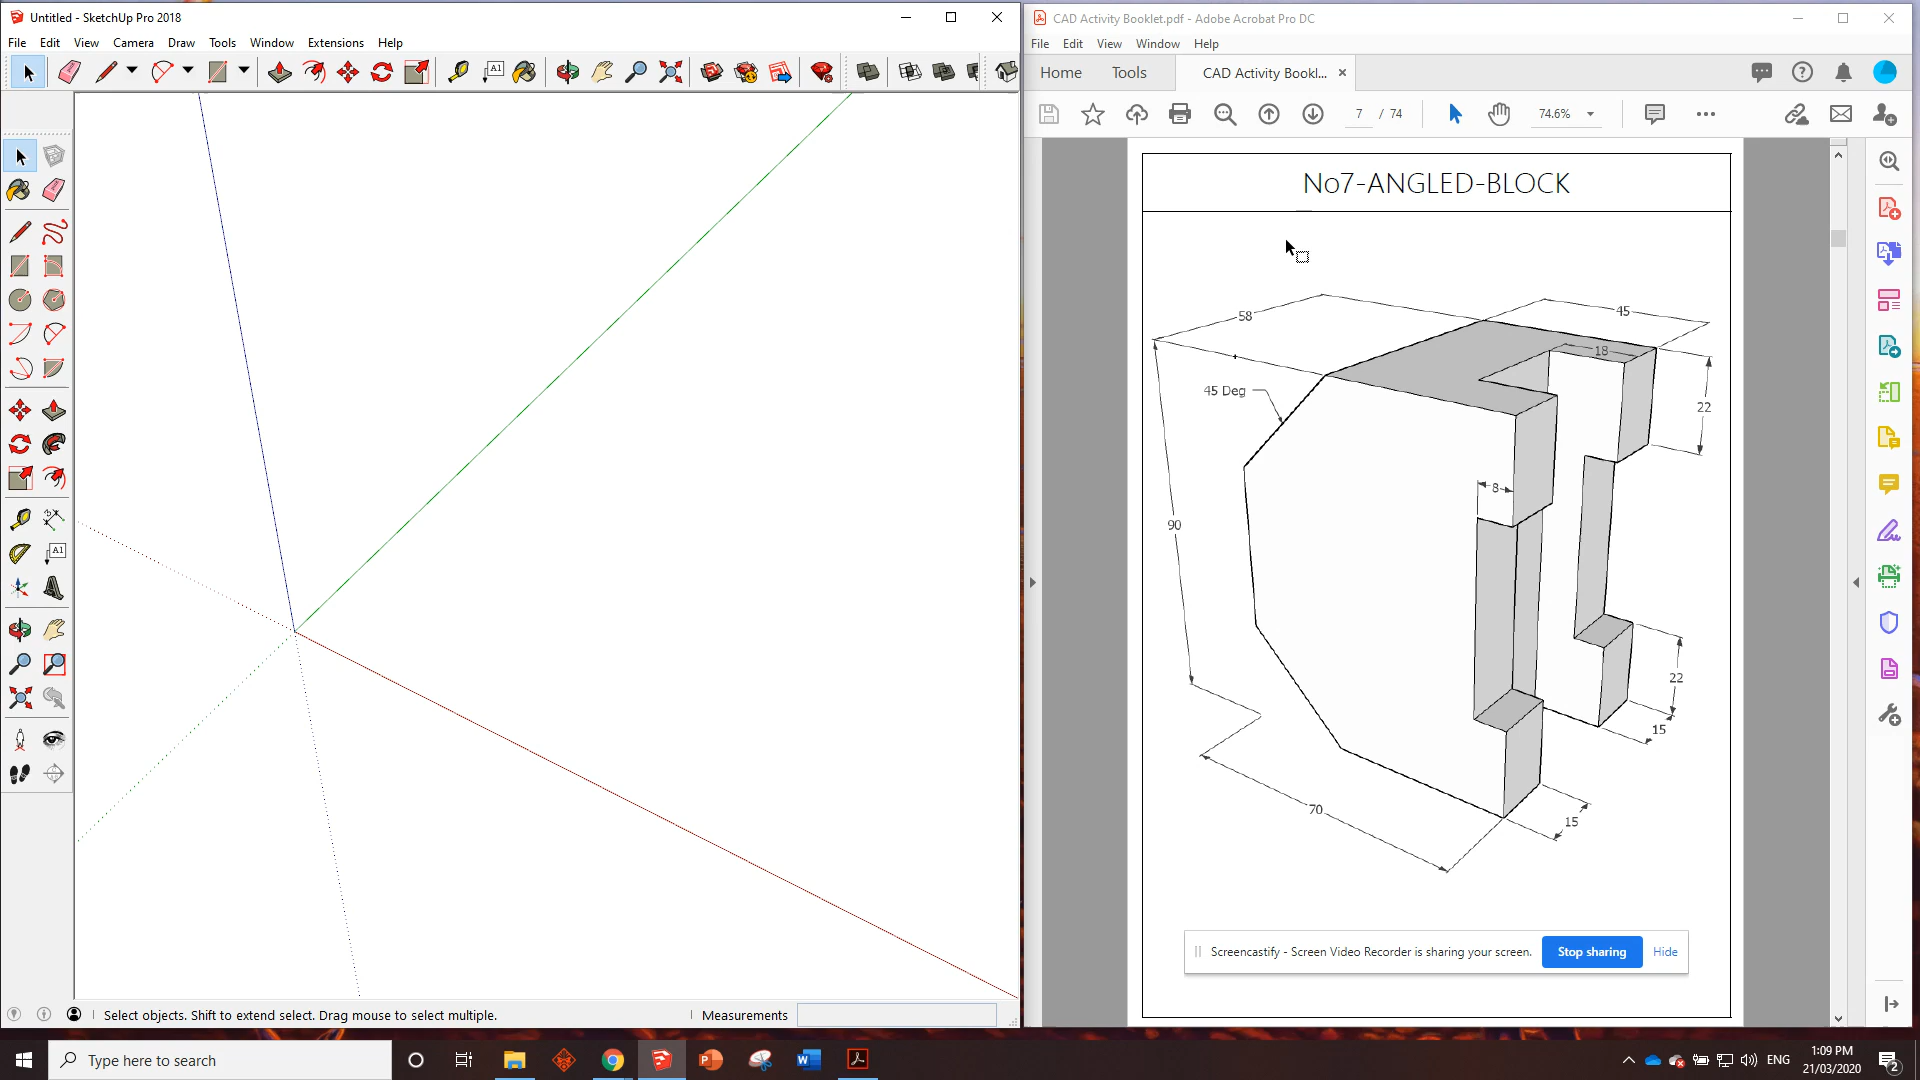 Untitled - SketchUp Pro 2018
File Edit View Camera Draw Tools Window Extensions Help
A1
A1
Select objects. Shift to extend select. Drag mouse to select multiple.
Measurements
CAD Activity Booklet.pdf - Adobe Acrobat Pro DC
File Edit View Window Help
Home Tools CAD Activity Bookl... ×
7 / 74 74.6%
No7-ANGLED-BLOCK
58
45
18
45 Deg
22
8
90
22
15
70
15
Screencastify - Screen Video Recorder is sharing your screen. Stop sharing Hide
Type here to search
ENG
1:09 PM
21/03/2020
2